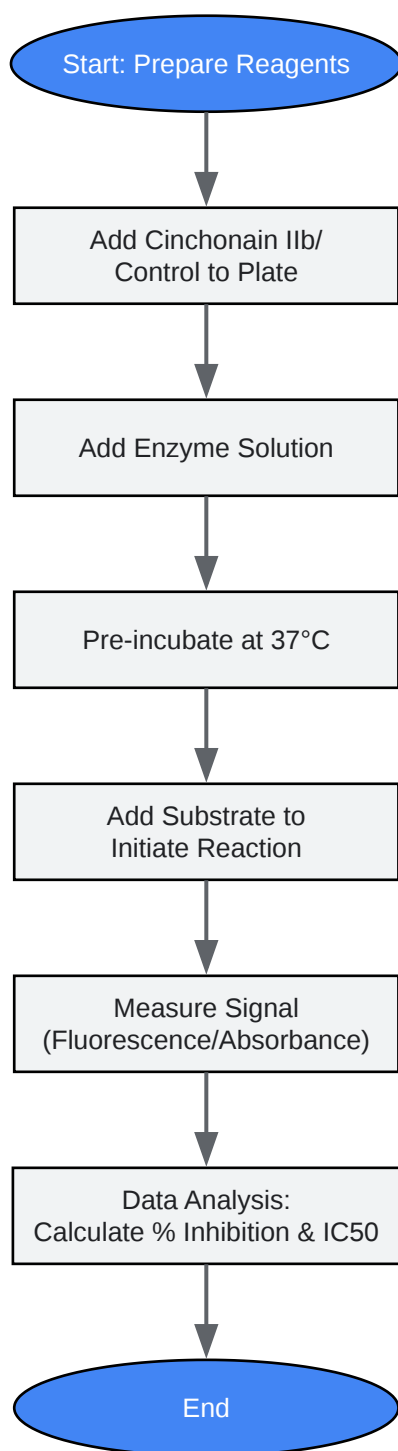 Start: Prepare Reagents
Add Cinchonain IIb/
Control to Plate
Add Enzyme Solution
Pre-incubate at 37°C
Add Substrate to
Initiate Reaction
Measure Signal
(Fluorescence/Absorbance)
Data Analysis:
Calculate % Inhibition & IC50
End